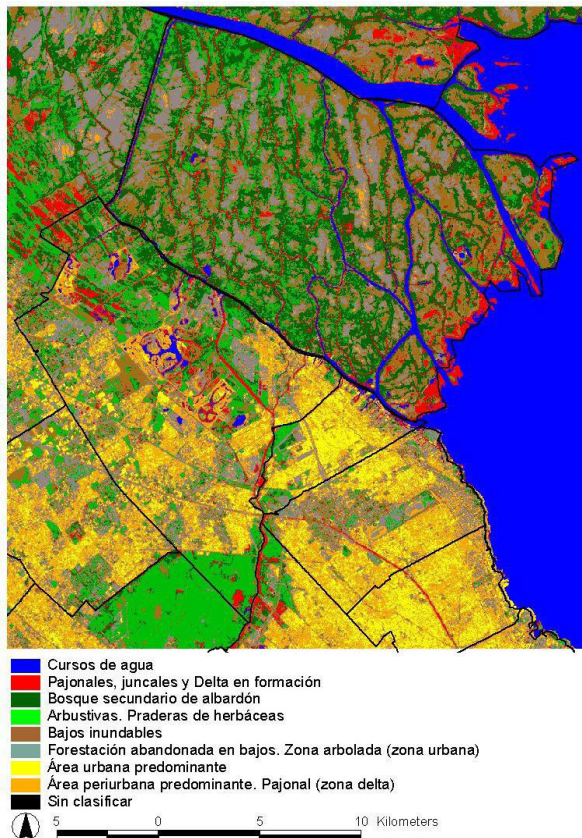 Cursos de agua
Pajonales, juncales y Delta en formación
Bosque secundario de albardón
Arbustivas. Praderas de herbáceas
Bajos inundables
Forestación abandonada en bajos. Zona arbolada (zona urbana)
Área urbana predominante
Área periurbana predominante. Pajonal (zona delta)
Sin clasificar
5 0 5 10 Kilometers